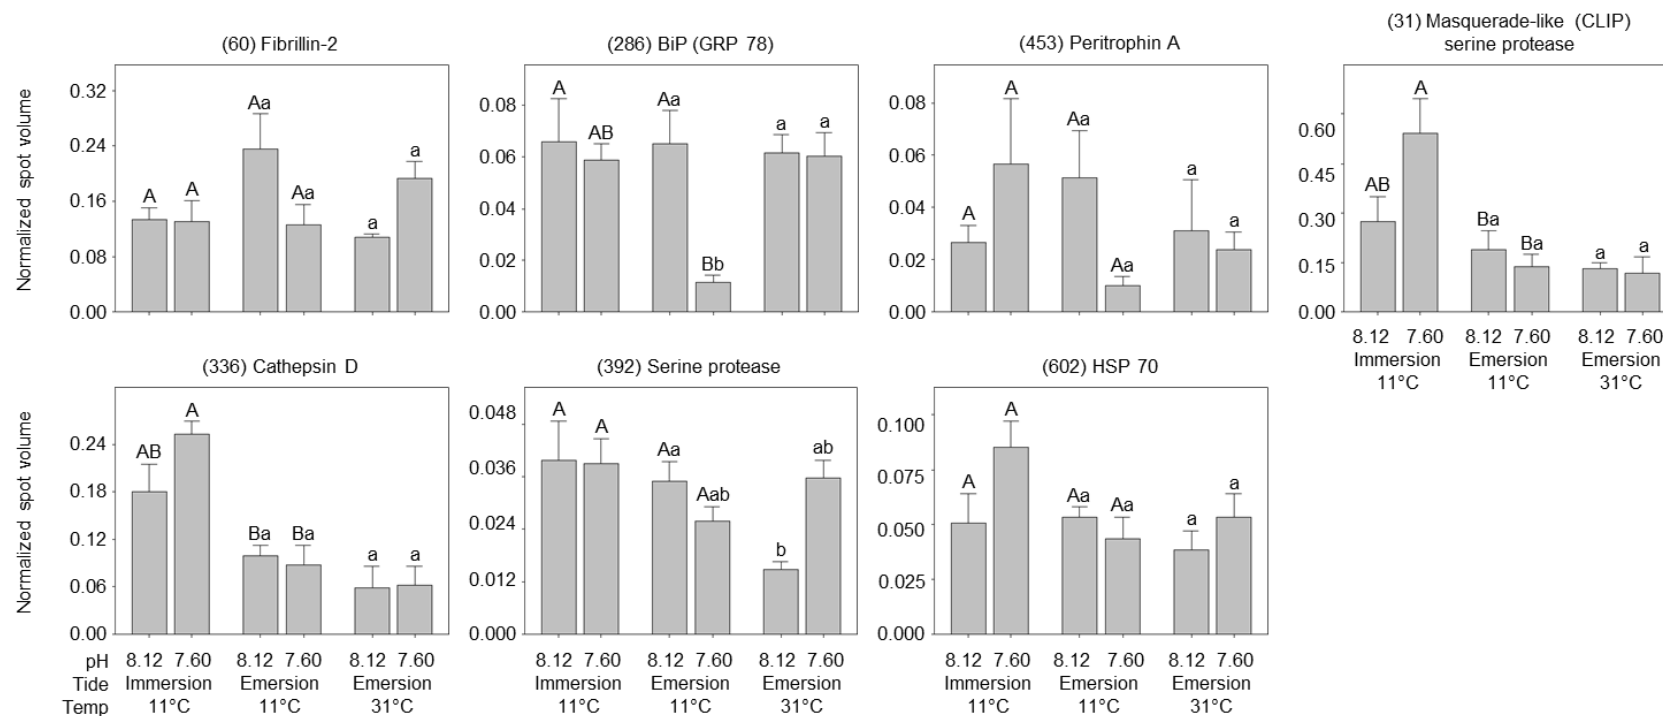 (60) Fibrillin-2
Normalized spot volume
0.32
0.24
0.16
0.08
0.00
A
A
Aa
Aa
a
a
(286) BiP (GRP 78)
0.08
0.06
0.04
0.02
0.00
A
AB
Aa
Bb
a
a
(453) Peritrophin A
0.08
0.06
0.04
0.02
0.00
A
A
Aa
Aa
a
a
(31) Masquerade-like (CLIP)
serine protease
0.60
0.45
0.30
0.15
0.00
AB
A
Ba
Ba
a
a
8.12 7.60 8.12 7.60 8.12 7.60
Immersion Emersion Emersion
11°C 11°C 31°C
(336) Cathepsin D
Normalized spot volume
0.24
0.18
0.12
0.06
0.00
AB
A
Ba
Ba
a
a
pH 8.12 7.60 8.12 7.60 8.12 7.60
Tide Immersion Emersion Emersion
Temp 11°C 11°C 31°C
(392) Serine protease
0.048
0.036
0.024
0.012
0.000
A
A
Aa
Aab
b
ab
8.12 7.60 8.12 7.60 8.12 7.60
Immersion Emersion Emersion
11°C 11°C 31°C
(602) HSP 70
0.100
0.075
0.050
0.025
0.000
A
A
Aa
Aa
a
a
8.12 7.60 8.12 7.60 8.12 7.60
Immersion Emersion Emersion
11°C 11°C 31°C